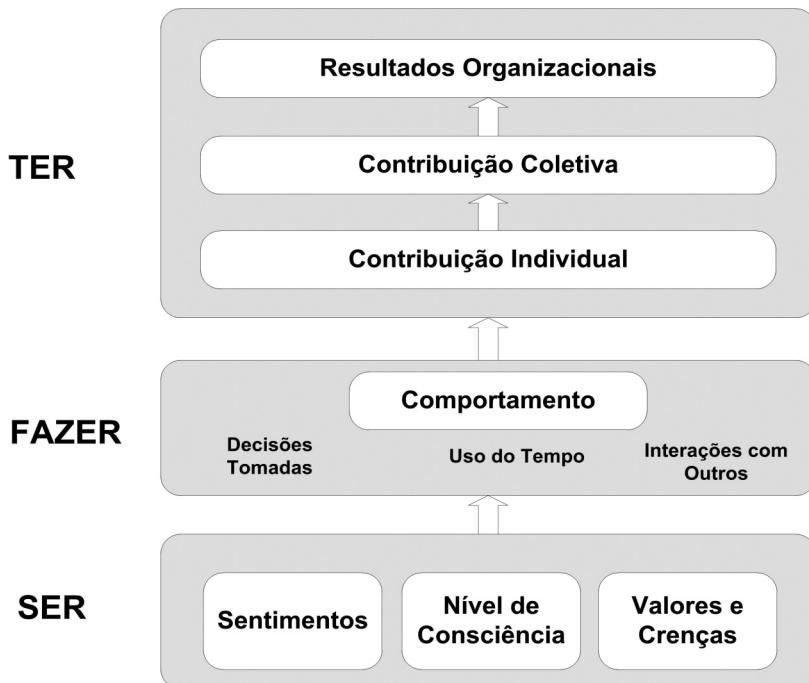 TER
Resultados Organizacionais
Contribuição Coletiva
Contribuição Individual
FAZER
Comportamento
Decisões
Tomadas
Uso do Tempo
Interações com
Outros
SER
Sentimentos
Nível de
Consciência
Valores e
Crenças